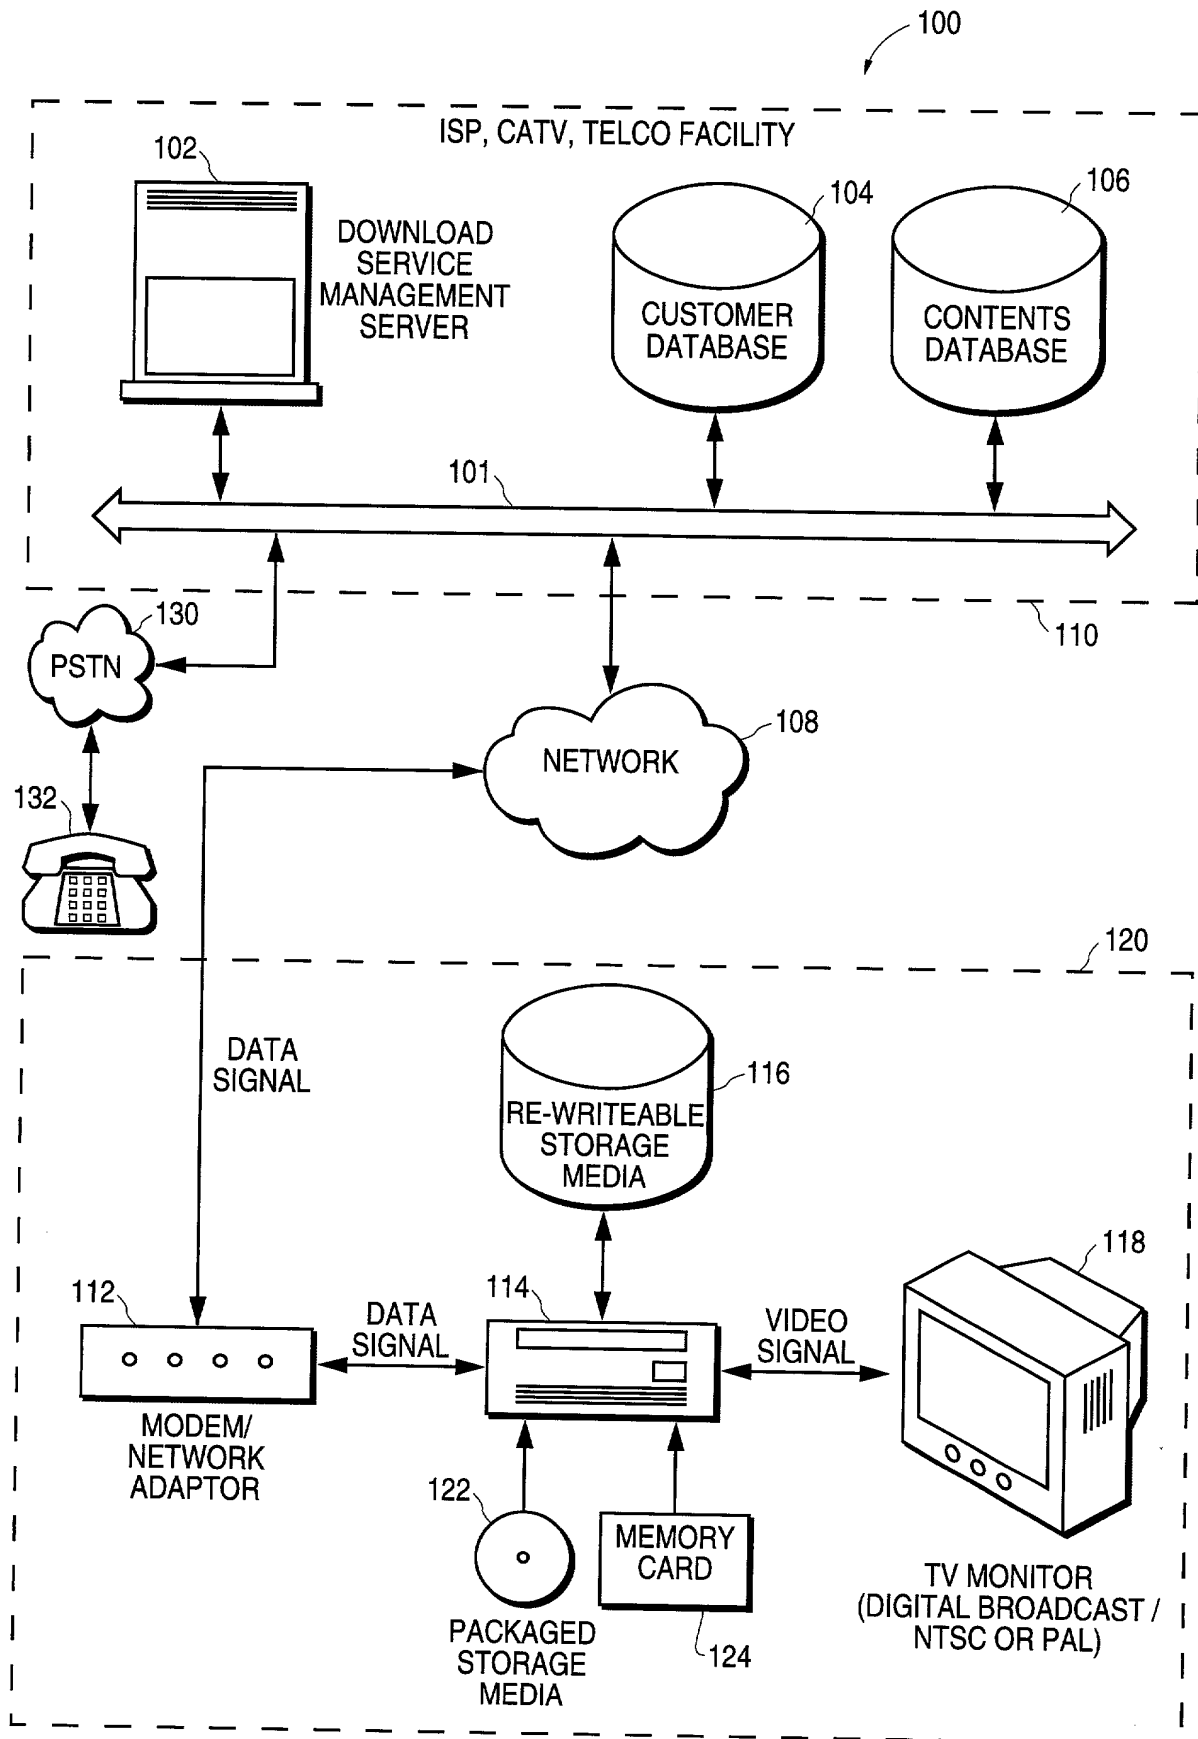 100
ISP, CATV, TELCO FACILITY
102
DOWNLOAD
SERVICE
MANAGEMENT
SERVER
104
CUSTOMER
DATABASE
106
CONTENTS
DATABASE
101
110
130
PSTN
108
NETWORK
132
120
DATA
SIGNAL
116
RE-WRITEABLE
STORAGE
MEDIA
112
MODEM/
NETWORK
ADAPTOR
DATA
SIGNAL
114
VIDEO
SIGNAL
118
TV MONITOR
(DIGITAL BROADCAST /
NTSC OR PAL)
122
PACKAGED
STORAGE
MEDIA
MEMORY
CARD
124